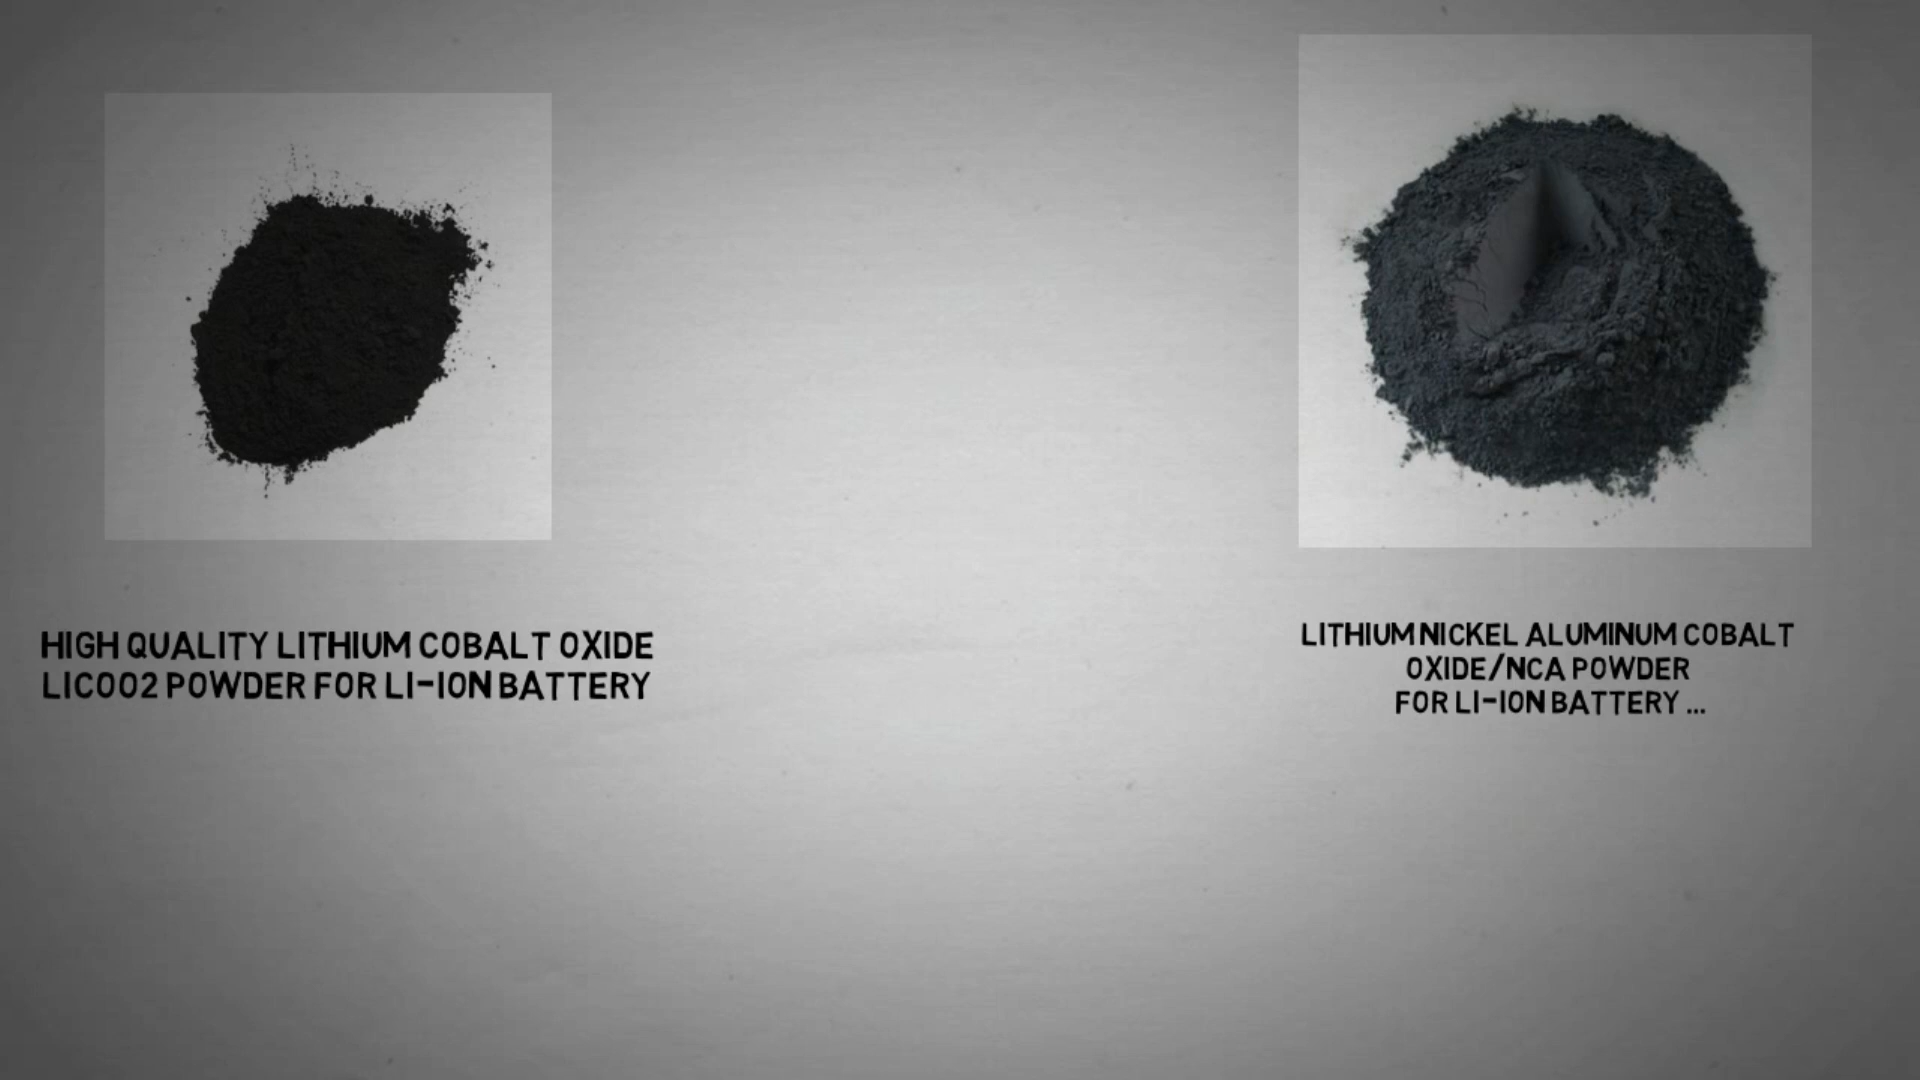 HIGH QUALITY LITHIUM COBALT OXIDE
LICOO2 POWDER FOR LI-ION BATTERY
LITHIUM NICKEL ALUMINUM COBALT
OXIDE/NCA POWDER
FOR LI-ION BATTERY ...